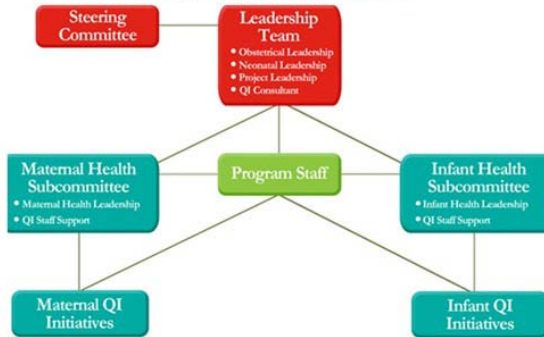 Steering
Committee
Leadership
Team
• Obstetrical Leadership
• Neonatal Leadership
• Project Leadership
• QI Consultant
Maternal Health
Subcommittee
• Maternal Health Leadership
• QI Staff Support
Program Staff
Infant Health
Subcommittee
• Infant Health Leadership
• QI Staff Support
Maternal QI
Initiatives
Infant QI
Initiatives